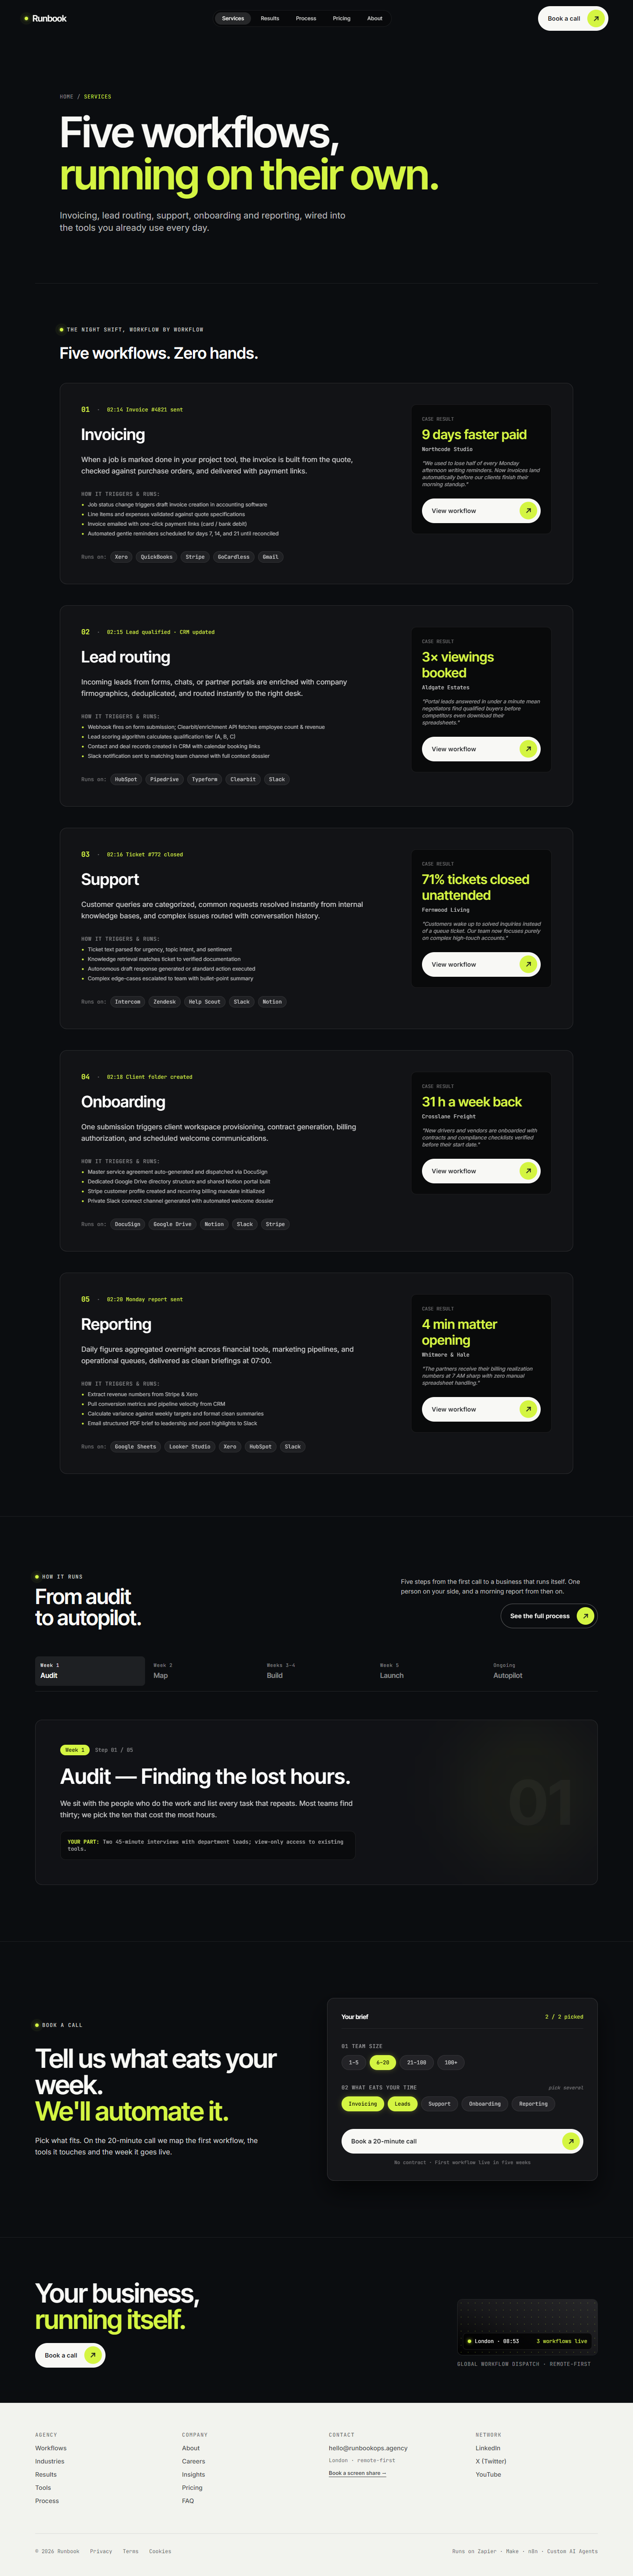 Runbook
Services
Results
Process
Pricing
About
Book a call
HOME / SERVICES
Five workflows,
running on their own.
Invoicing, lead routing, support, onboarding and reporting, wired into
the tools you already use every day.
THE NIGHT SHIFT, WORKFLOW BY WORKFLOW
Five workflows. Zero hands.
01 · 02:14 Invoice #4821 sent
Invoicing
When a job is marked done in your project tool, the invoice is built from the quote,
checked against purchase orders, and delivered with payment links.
HOW IT TRIGGERS & RUNS:
Job status change triggers draft invoice creation in accounting software
Line items and expenses validated against quote specifications
Invoice emailed with one-click payment links (card / bank debit)
Automated gentle reminders scheduled for days 7, 14, and 21 until reconciled
Runs on: Xero QuickBooks Stripe GoCardless Gmail
CASE RESULT
9 days faster paid
Northcode Studio
"We used to lose half of every Monday
afternoon writing reminders. Now invoices land
automatically before our clients finish their
morning standup."
View workflow
02 · 02:15 Lead qualified · CRM updated
Lead routing
Incoming leads from forms, chats, or partner portals are enriched with company
firmographics, deduplicated, and routed instantly to the right desk.
HOW IT TRIGGERS & RUNS:
Webhook fires on form submission; Clearbit/enrichment API fetches employee count & revenue
Lead scoring algorithm calculates qualification tier (A, B, C)
Contact and deal records created in CRM with calendar booking links
Slack notification sent to matching team channel with full context dossier
Runs on: HubSpot Pipedrive Typeform Clearbit Slack
CASE RESULT
3× viewings
booked
Aldgate Estates
"Portal leads answered in under a minute mean
negotiators find qualified buyers before
competitors even download their
spreadsheets."
View workflow
03 · 02:16 Ticket #772 closed
Support
Customer queries are categorized, common requests resolved instantly from internal
knowledge bases, and complex issues routed with conversation history.
HOW IT TRIGGERS & RUNS:
Ticket text parsed for urgency, topic intent, and sentiment
Knowledge retrieval matches ticket to verified documentation
Autonomous draft response generated or standard action executed
Complex edge-cases escalated to team with bullet-point summary
Runs on: Intercom Zendesk Help Scout Slack Notion
CASE RESULT
71% tickets closed
unattended
Fernwood Living
"Customers wake up to solved inquiries instead
of a queue ticket. Our team now focuses purely
on complex high-touch accounts."
View workflow
04 · 02:18 Client folder created
Onboarding
One submission triggers client workspace provisioning, contract generation, billing
authorization, and scheduled welcome communications.
HOW IT TRIGGERS & RUNS:
Master service agreement auto-generated and dispatched via DocuSign
Dedicated Google Drive directory structure and shared Notion portal built
Stripe customer profile created and recurring billing mandate initialized
Private Slack connect channel generated with automated welcome dossier
Runs on: DocuSign Google Drive Notion Slack Stripe
CASE RESULT
31 h a week back
Crosslane Freight
"New drivers and vendors are onboarded with
contracts and compliance checklists verified
before their start date."
View workflow
05 · 02:20 Monday report sent
Reporting
Daily figures aggregated overnight across financial tools, marketing pipelines, and
operational queues, delivered as clean briefings at 07:00.
HOW IT TRIGGERS & RUNS:
Extract revenue numbers from Stripe & Xero
Pull conversion metrics and pipeline velocity from CRM
Calculate variance against weekly targets and format clean summaries
Email structured PDF brief to leadership and post highlights to Slack
Runs on: Google Sheets Looker Studio Xero HubSpot Slack
CASE RESULT
4 min matter
opening
Whitmore & Hale
"The partners receive their billing realization
numbers at 7 AM sharp with zero manual
spreadsheet handling."
View workflow
HOW IT RUNS
From audit
to autopilot.
Five steps from the first call to a business that runs itself. One
person on your side, and a morning report from then on.
See the full process
Week 1
Audit
Week 2
Map
Weeks 3–4
Build
Week 5
Launch
Ongoing
Autopilot
Week 1 Step 01 / 05
Audit — Finding the lost hours.
We sit with the people who do the work and list every task that repeats. Most teams find
thirty; we pick the ten that cost the most hours.
YOUR PART: Two 45-minute interviews with department leads; view-only access to existing
tools.
01
BOOK A CALL
Tell us what eats your
week.
We'll automate it.
Pick what fits. On the 20-minute call we map the first workflow, the
tools it touches and the week it goes live.
Your brief
2 / 2 picked
01 TEAM SIZE
1–5 6–20 21–100 100+
02 WHAT EATS YOUR TIME
pick several
Invoicing Leads Support Onboarding Reporting
Book a 20-minute call
No contract · First workflow live in five weeks
Your business,
running itself.
Book a call
London · 08:53
3 workflows live
GLOBAL WORKFLOW DISPATCH · REMOTE-FIRST
AGENCY
Workflows
Industries
Results
Tools
Process
COMPANY
About
Careers
Insights
Pricing
FAQ
CONTACT
hello@runbookops.agency
London · remote-first
Book a screen share →
NETWORK
LinkedIn
X (Twitter)
YouTube
© 2026 Runbook Privacy Terms Cookies
Runs on Zapier · Make · n8n · Custom AI Agents